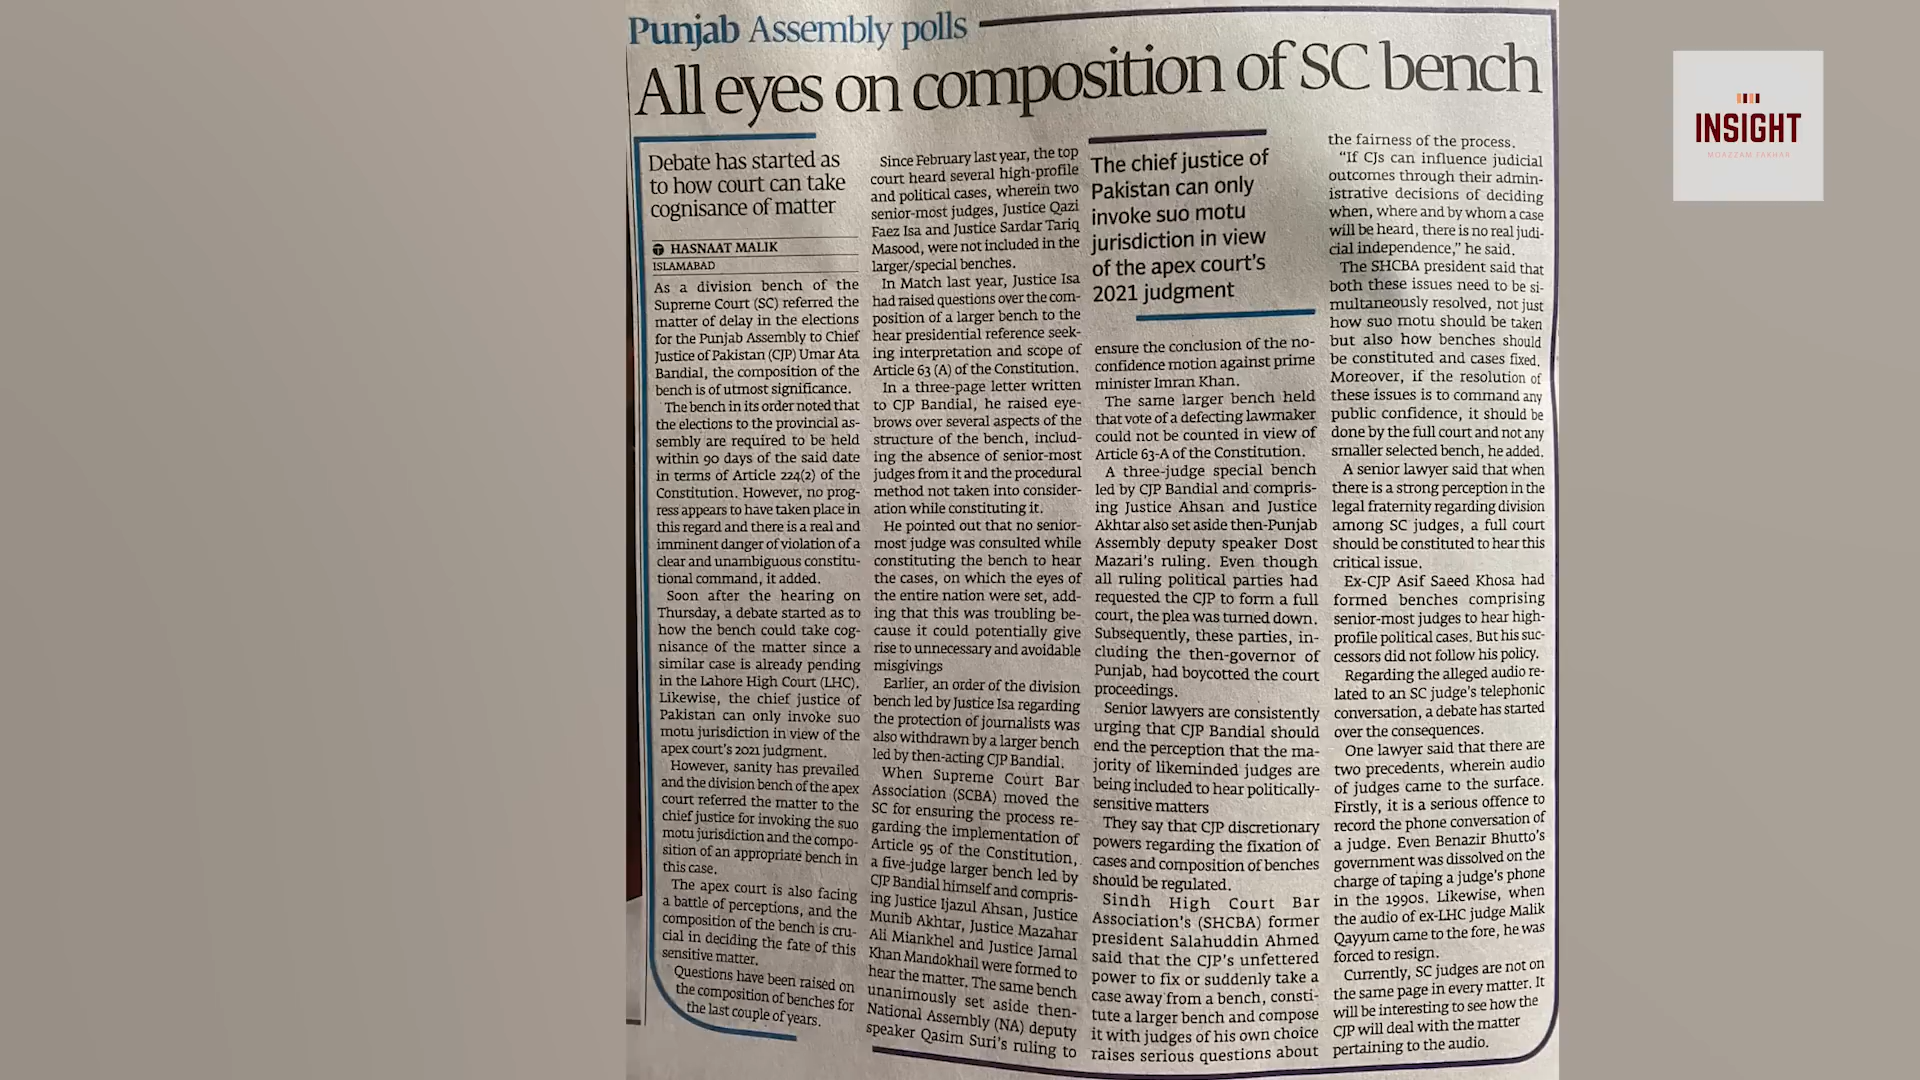 Punjab Assembly polls
All eyes on composition of SC bench
Debate has started as
to how court can take
cognisance of matter
HASNAAT MALIK
ISLAMABAD
As a division bench of the
Supreme Court (SC) referred the
matter of delay in the elections
for the Punjab Assembly to Chief
Justice of Pakistan (CJP) Umar Ata
Bandial, the composition of the
bench is of utmost significance.
The bench in its order noted that
the elections to the provincial as-
sembly are required to be held
within 90 days of the said date
in terms of Article 224(2) of the
Constitution. However, no prog-
ress appears to have taken place in
this regard and there is a real and
imminent danger of violation of a
clear and unambiguous constitu-
tional command, it added.
Soon after the hearing on
Thursday, a debate started as to
how the bench could take cog-
nisance of the matter since a
similar case is already pending
in the Lahore High Court (LHC).
Likewise, the chief justice of
Pakistan can only invoke suo
motu jurisdiction in view of the
apex court's 2021 judgment.
However, sanity has prevailed
and the division bench of the apex
court referred the matter to the
chief justice for invoking the suo
motu jurisdiction and the compo-
sition of an appropriate bench in
this case.
The apex court is also facing
a battle of perceptions, and the
composition of the bench is cru-
cial in deciding the fate of this
sensitive matter.
Questions have been raised on
the composition of benches for
the last couple of years.
Since February last year, the top
court heard several high-profile
and political cases, wherein two
senior-most judges, Justice Qazi
Faez Isa and Justice Sardar Tariq
Masood, were not included in the
larger/special benches.
In Match last year, Justice Isa
had raised questions over the com-
position of a larger bench to the
hear presidential reference seek-
ing interpretation and scope of
Article 63 (A) of the Constitution.
In a three-page letter written
to CJP Bandial, he raised eye-
brows over several aspects of the
structure of the bench, includ-
ing the absence of senior-most
judges from it and the procedural
method not taken into consider-
ation while constituting it.
He pointed out that no senior-
most judge was consulted while
constituting the bench to hear
the cases, on which the eyes of
the entire nation were set, add-
ing that this was troubling be-
cause it could potentially give
rise to unnecessary and avoidable
misgivings
Earlier, an order of the division
bench led by Justice Isa regarding
the protection of journalists was
also withdrawn by a larger bench
led by then-acting CJP Bandial.
When Supreme Court Bar
Association (SCBA) moved the
SC for ensuring the process re-
garding the implementation of
Article 95 of the Constitution,
a five-judge larger bench led by
CJP Bandial himself and compris-
ing Justice Ijazul Ahsan, Justice
Munib Akhtar, Justice Mazahar
Ali Miankhel and Justice Jamal
Khan Mandokhail were formed to
hear the matter. The same bench
unanimously set aside then-
National Assembly (NA) deputy
speaker Qasim Suri's ruling to
The chief justice of
Pakistan can only
invoke suo motu
jurisdiction in view
of the apex court's
2021 judgment
ensure the conclusion of the no-
confidence motion against prime
minister Imran Khan.
The same larger bench held
that vote of a defecting lawmaker
could not be counted in view of
Article 63-A of the Constitution.
A three-judge special bench
led by CJP Bandial and compris-
ing Justice Ahsan and Justice
Akhtar also set aside then-Punjab
Assembly deputy speaker Dost
Mazari's ruling. Even though
all ruling political parties had
requested the CJP to form a full
court, the plea was turned down.
Subsequently, these parties, in-
cluding the then-governor of
Punjab, had boycotted the court
proceedings.
Senior lawyers are consistently
urging that CJP Bandial should
end the perception that the ma-
jority of likeminded judges are
being included to hear politically-
sensitive matters
They say that CJP discretionary
powers regarding the fixation of
cases and composition of benches
should be regulated.
Sindh High Court Bar
Association's (SHCBA) former
president Salahuddin Ahmed
said that the CJP's unfettered
power to fix or suddenly take a
case away from a bench, consti-
tute a larger bench and compose
it with judges of his own choice
raises serious questions about
the fairness of the process.
"If CJs can influence judicial
outcomes through their admin-
istrative decisions of deciding
when, where and by whom a case
will be heard, there is no real judi-
cial independence," he said.
The SHCBA president said that
both these issues need to be si-
multaneously resolved, not just
how suo motu should be taken
but also how benches should
be constituted and cases fixed.
Moreover, if the resolution of
these issues is to command any
public confidence, it should be
done by the full court and not any
smaller selected bench, he added.
A senior lawyer said that when
there is a strong perception in the
legal fraternity regarding division
among SC judges, a full court
should be constituted to hear this
critical issue.
Ex-CJP Asif Saeed Khosa had
formed benches comprising
senior-most judges to hear high-
profile political cases. But his suc-
cessors did not follow his policy.
Regarding the alleged audio re-
lated to an SC judge's telephonic
conversation, a debate has started
over the consequences.
One lawyer said that there are
two precedents, wherein audio
of judges came to the surface.
Firstly, it is a serious offence to
record the phone conversation of
a judge. Even Benazir Bhutto's
government was dissolved on the
charge of taping a judge's phone
in the 1990s. Likewise, when
the audio of ex-LHC judge Malik
Qayyum came to the fore, he was
forced to resign.
Currently, SC judges are not on
the same page in every matter. It
will be interesting to see how the
CJP will deal with the matter
pertaining to the audio.
INSIGHT
MOAZZAM FAKHAR